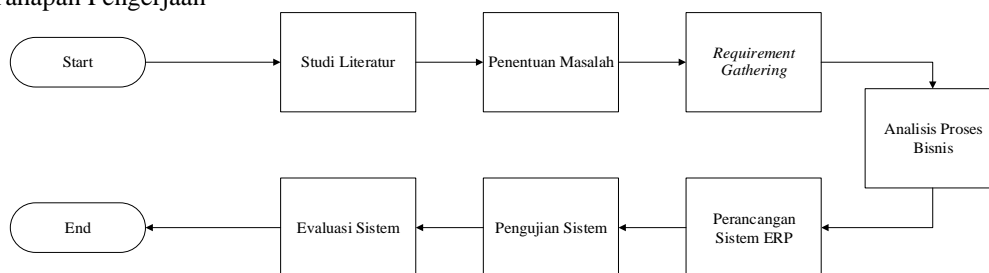 Pengerjaan
Start
Studi Literatur
Penentuan Masalah
Requirement
Gathering
Analisis Proses
Bisnis
Perancangan
Sistem ERP
Pengujian Sistem
Evaluasi Sistem
End